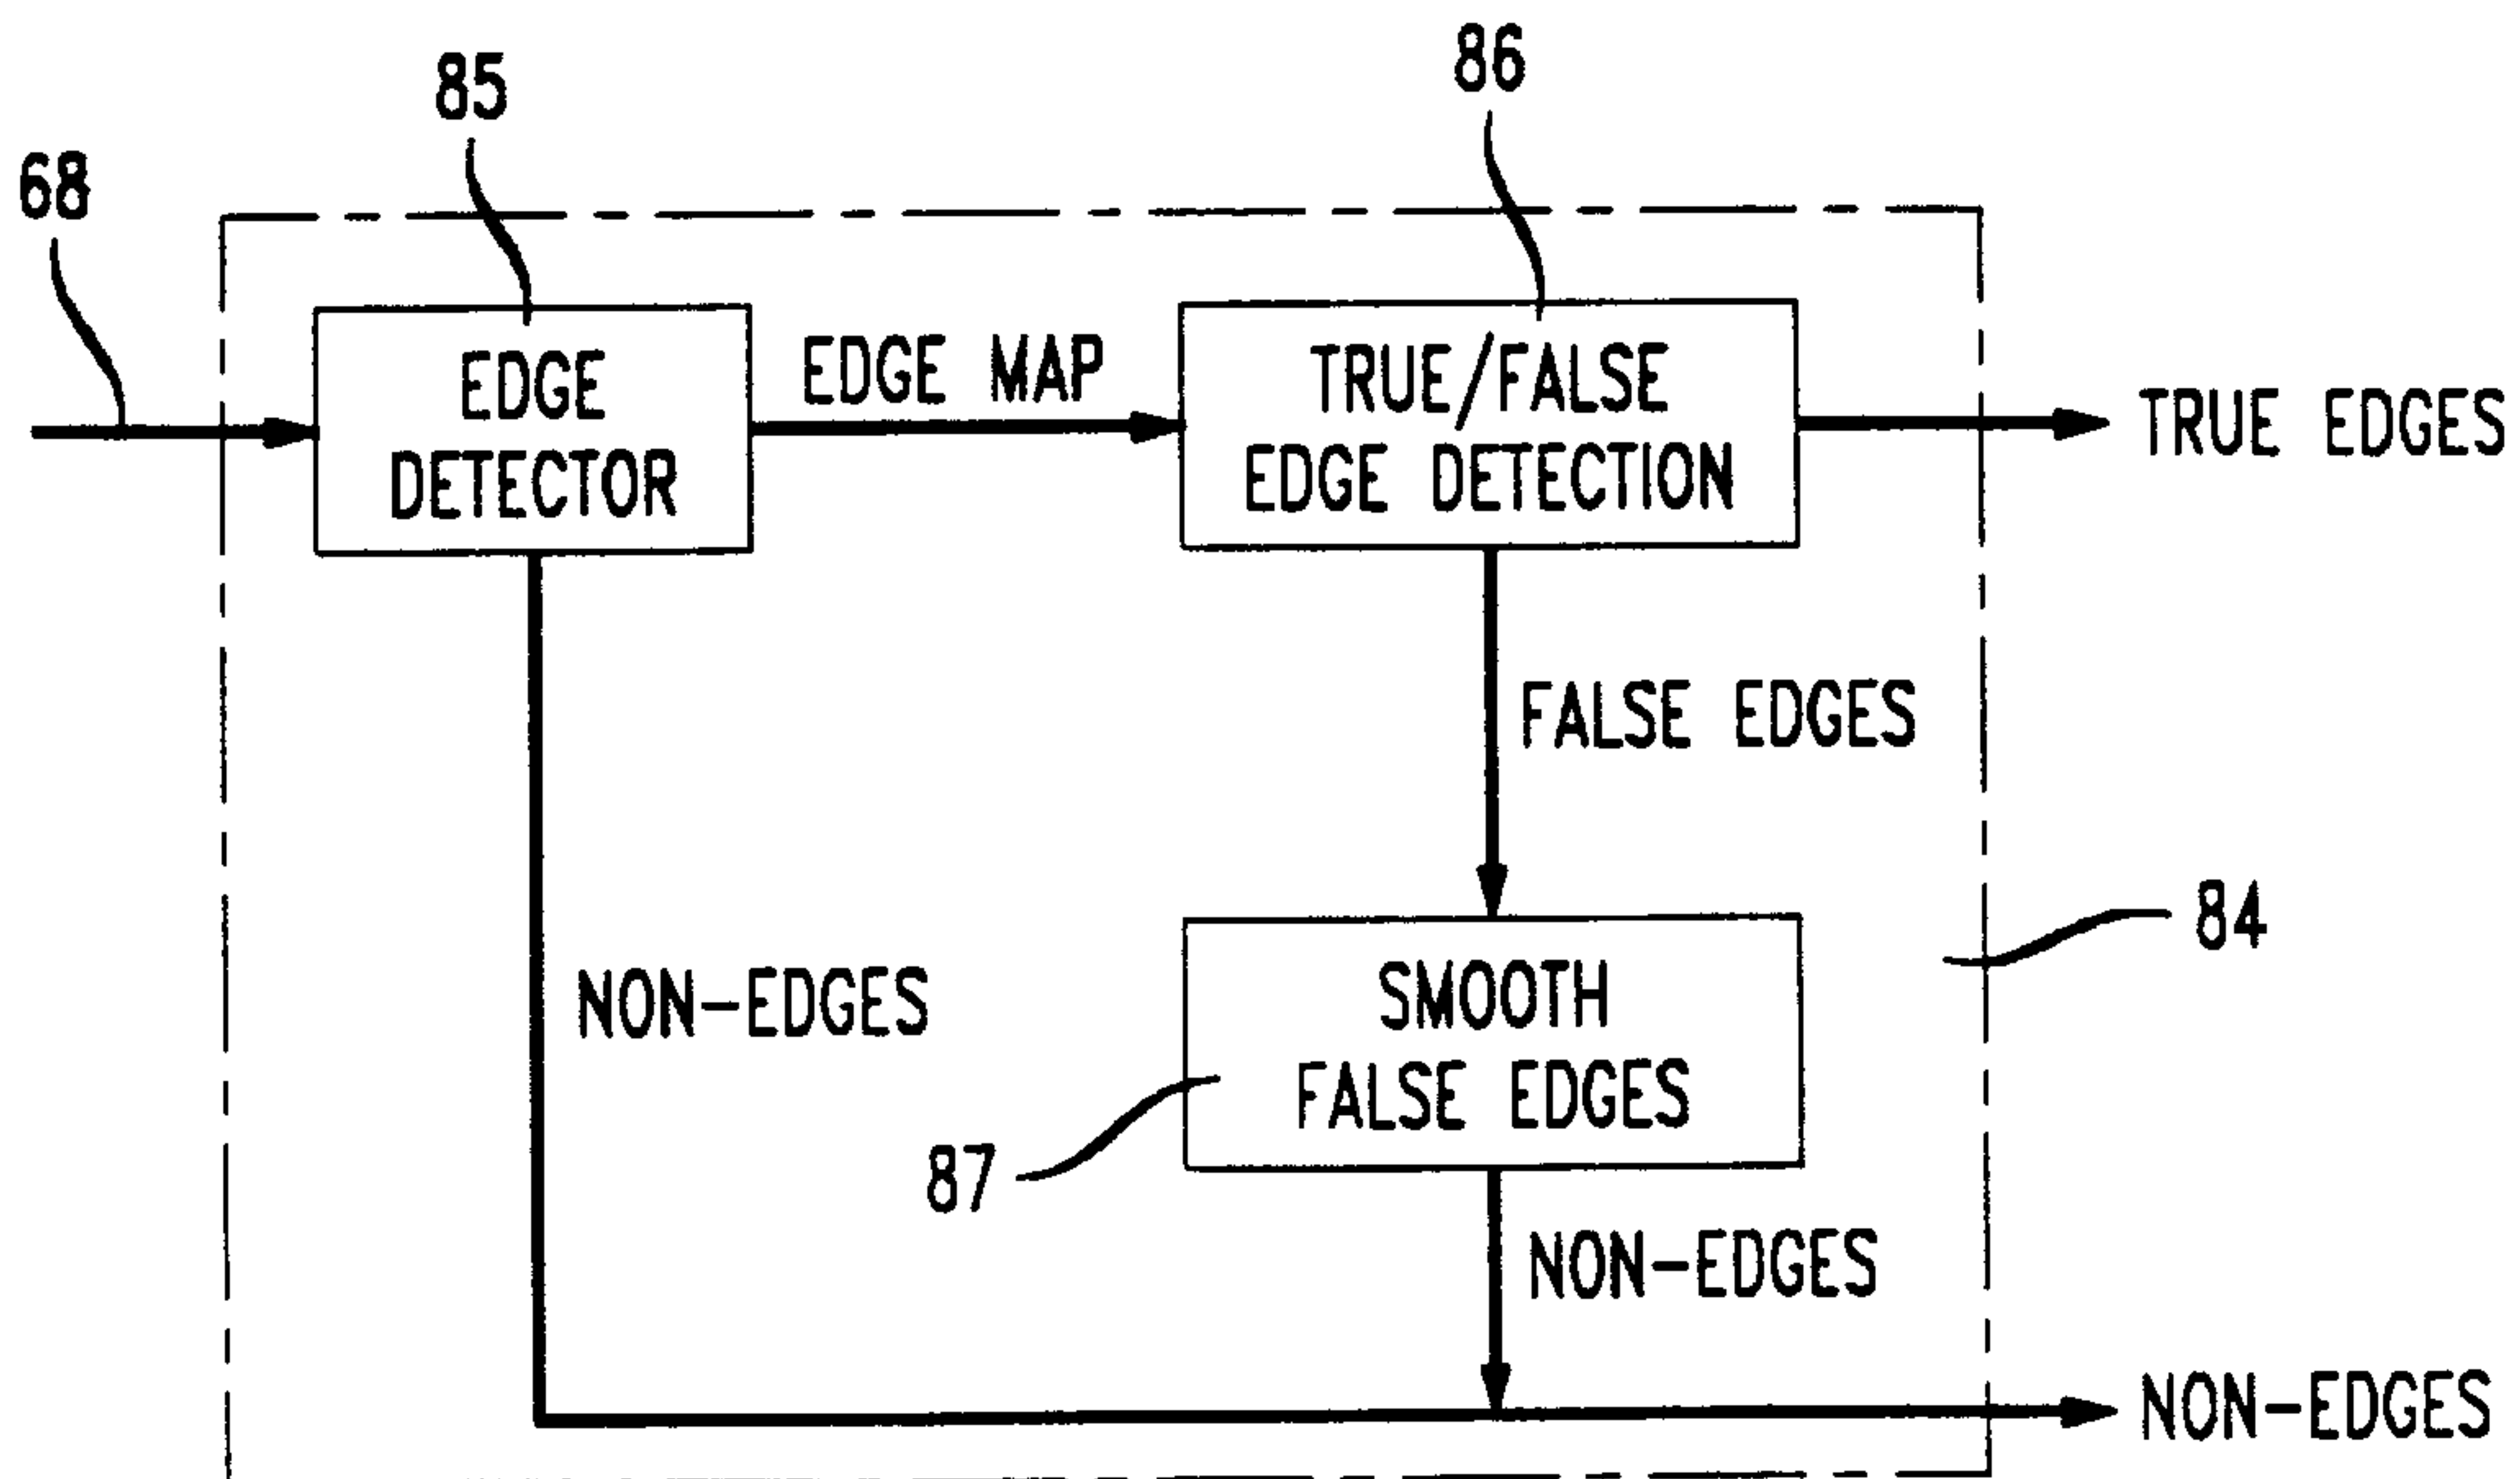 85
86
68
EDGE
DETECTOR
EDGE MAP
TRUE/FALSE
EDGE DETECTION
TRUE EDGES
FALSE EDGES
84
NON-EDGES
SMOOTH
FALSE EDGES
87
NON-EDGES
NON-EDGES